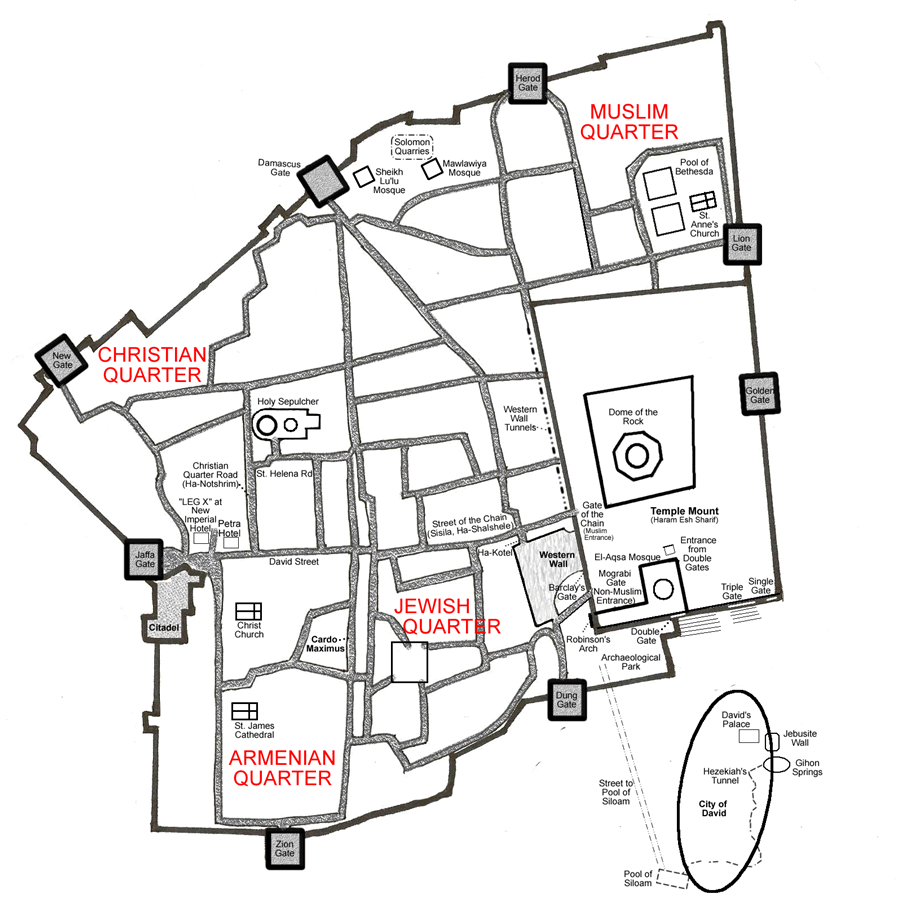 Herod
Gate
MUSLIM
QUARTER
Solomon
Quarries
Damascus
Gate
Sheikh
Lu'lu
Mosque
Mawlawiya
Mosque
Pool of
Bethesda
St.
Anne's
Church
Lion
Gate
New
Gate
CHRISTIAN
QUARTER
Golden
Gate
Holy Sepulcher
Western
Wall
Tunnels
Dome of the
Rock
Christian
Quarter Road
(Ha-Notshrim)
St. Helena Rd
"LEG X" at
New
Imperial
Hotel
Petra
Hotel
Street of the Chain
(Sisila, Ha-Shalshele)
Gate
of the
Chain
(Muslim
Entrance)
Temple Mount
(Haram Esh Sharif)
Jaffa
Gate
David Street
Ha-Kotel
Western
Wall
El-Aqsa Mosque
Entrance
from
Double
Gates
Mograbi
Gate
Non-Muslim
Entrance)
Barclay's
Gate
Triple
Gate
Single
Gate
JEWISH
QUARTER
Citadel
Christ
Church
Cardo
Maximus
Robinson's
Arch
Double
Gate
Archaeological
Park
Dung
Gate
St. James
Cathedral
ARMENIAN
QUARTER
Zion
Gate
David's
Palace
Jebusite
Wall
Gihon
Springs
Hezekiah's
Tunnel
City of
David
Street to
Pool of
Siloam
Pool of
Siloam